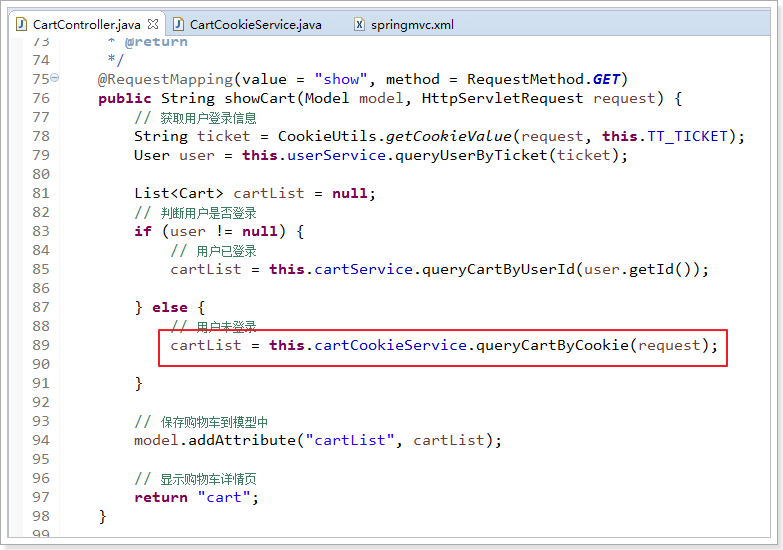 CartController.java CartCookieService.java springmvc.xml
73 * @return
74 */
75 @RequestMapping(value = "show", method = RequestMethod.GET)
76 public String showCart(Model model, HttpServletRequest request) {
77 // 获取用户登录信息
78 String ticket = CookieUtils.getCookieValue(request, this.TT_TICKET);
79 User user = this.userService.queryUserByTicket(ticket);
80
81 List<Cart> cartList = null;
82 // 判断用户是否登录
83 if (user != null) {
84 // 用户已登录
85 cartList = this.cartService.queryCartByUserId(user.getId());
86
87 } else {
88 // 用户未登录
89 cartList = this.cartCookieService.queryCartByCookie(request);
90
91 }
92
93 // 保存购物车到模型中
94 model.addAttribute("cartList", cartList);
95
96 // 显示购物车详情页
97 return "cart";
98 }
99